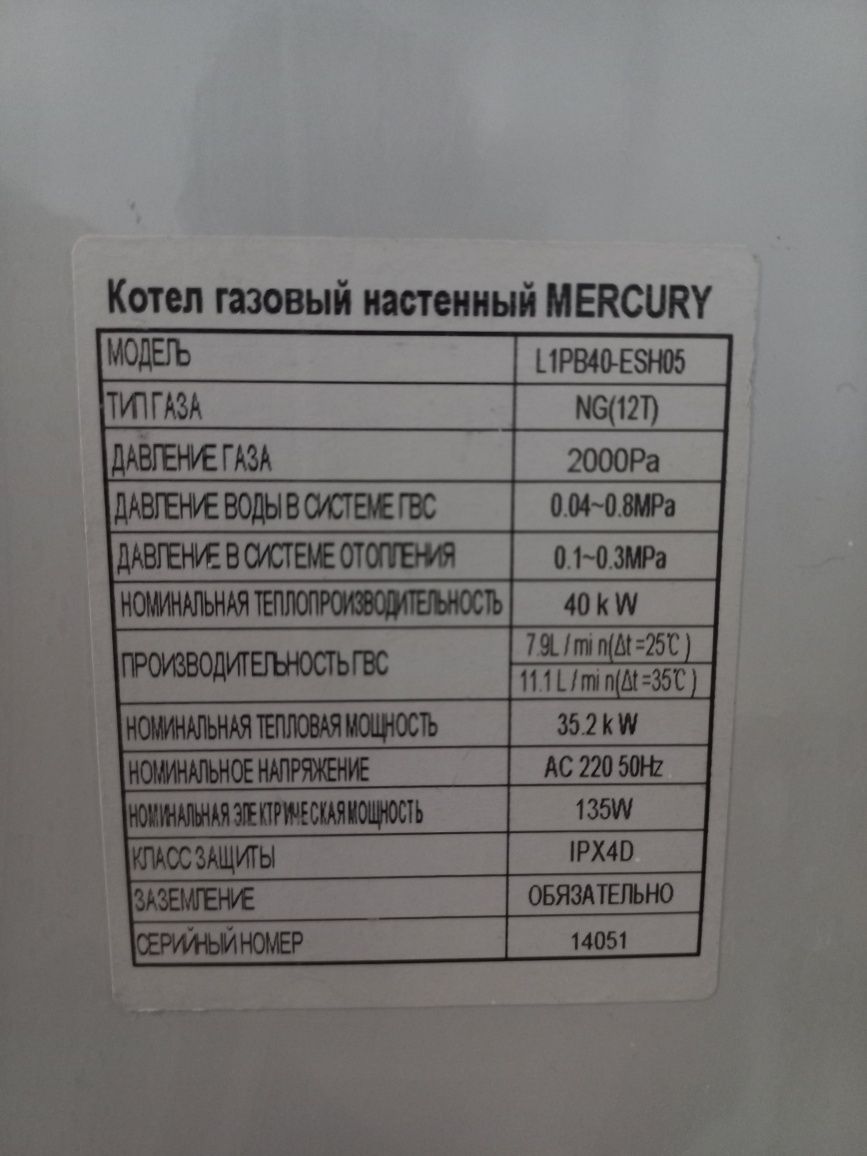 Котел газовый настенный MERCURY
МОДЕЛЬ L1PB40-ESH05
ТИП ГАЗА NG(12T)
ДАВЛЕНИЕ ГАЗА 2000Pa
ДАВЛЕНИЕ ВОДЫ В СИСТЕМЕ ГВС 0.04~0.8MPa
ДАВЛЕНИЕ В СИСТЕМЕ ОТОПЛЕНИЯ 0.1~0.3MPa
НОМИНАЛЬНАЯ ТЕПЛОПРОИЗВОДИТЕЛЬНОСТЬ 40 kW
ПРОИЗВОДИТЕЛЬНОСТЬ ГВС 7.9L/min(Δt=25℃)
11.1L/min(Δt=35℃)
НОМИНАЛЬНАЯ ТЕПЛОВАЯ МОЩНОСТЬ 35.2 kW
НОМИНАЛЬНОЕ НАПРЯЖЕНИЕ AC 220 50Hz
НОМИНАЛЬНАЯ ЭЛЕКТРИЧЕСКАЯ МОЩНОСТЬ 135W
КЛАСС ЗАЩИТЫ IPX4D
ЗАЗЕМЛЕНИЕ ОБЯЗАТЕЛЬНО
СЕРИЙНЫЙ НОМЕР 14051